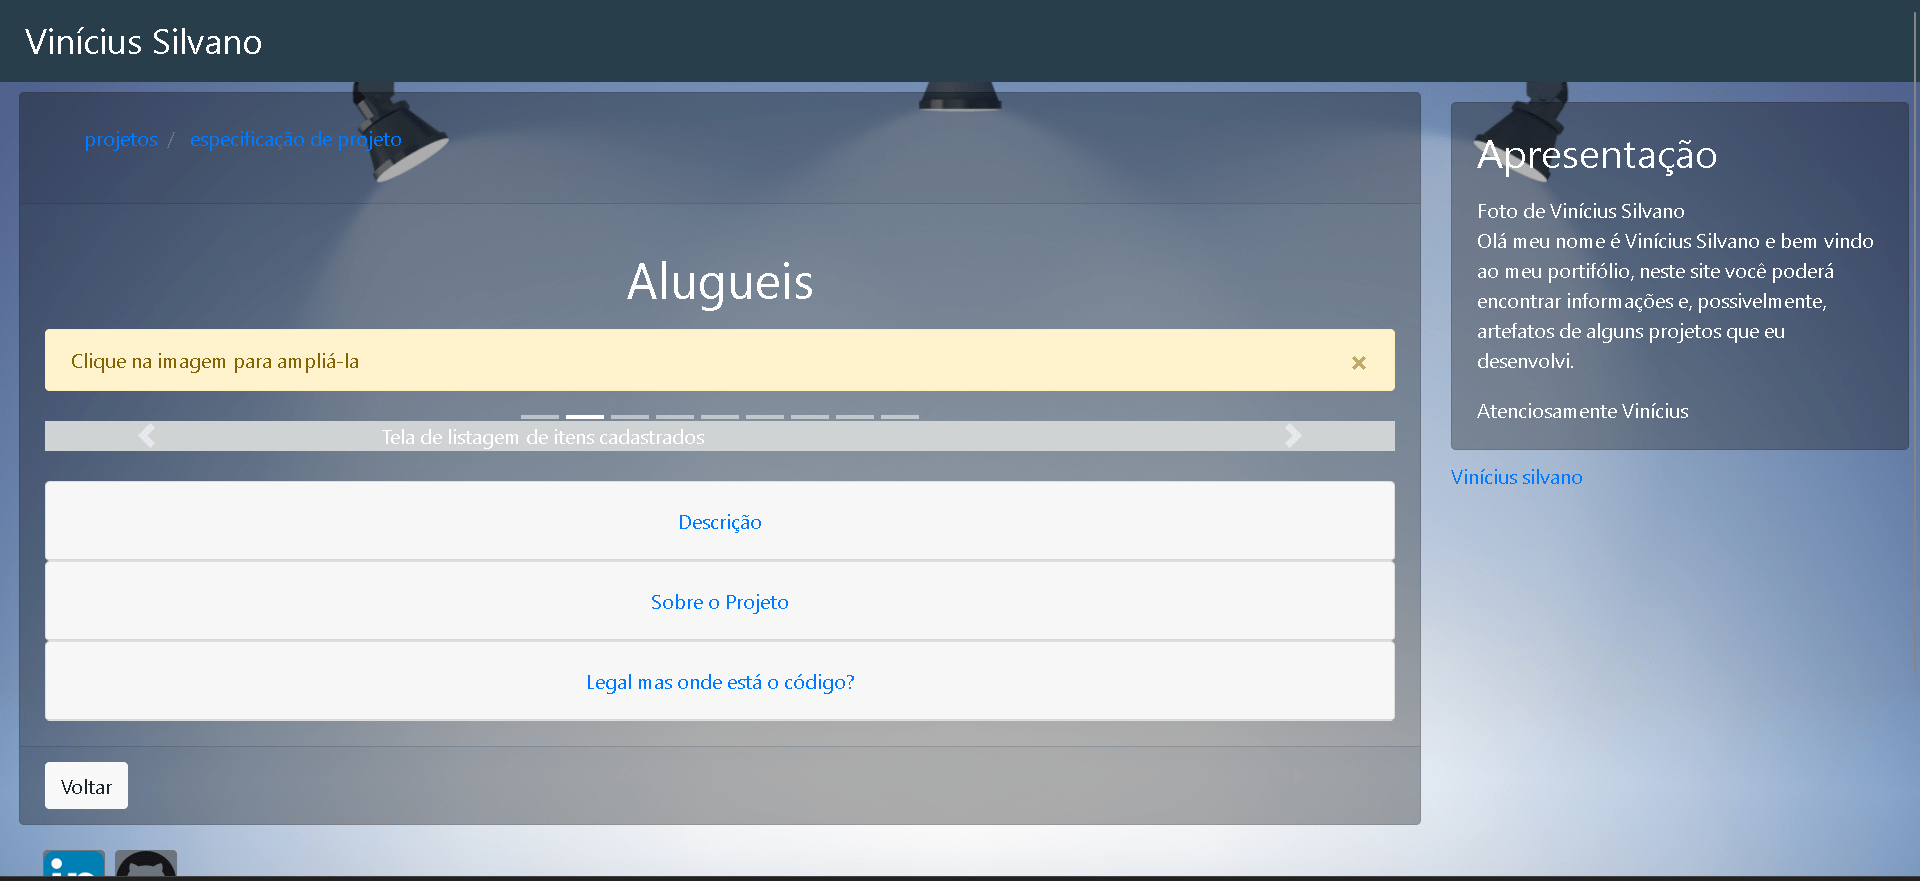 Vinícius Silvano
projetos / especificação de projeto
Alugueis
Clique na imagem para ampliá-la
×
Tela de listagem de itens cadastrados
Descrição
Sobre o Projeto
Legal mas onde está o código?
Voltar
Apresentação
Foto de Vinícius Silvano
Olá meu nome é Vinícius Silvano e bem vindo
ao meu portifólio, neste site você poderá
encontrar informações e, possivelmente,
artefatos de alguns projetos que eu
desenvolvi.
Atenciosamente Vinícius
Vinícius silvano
in